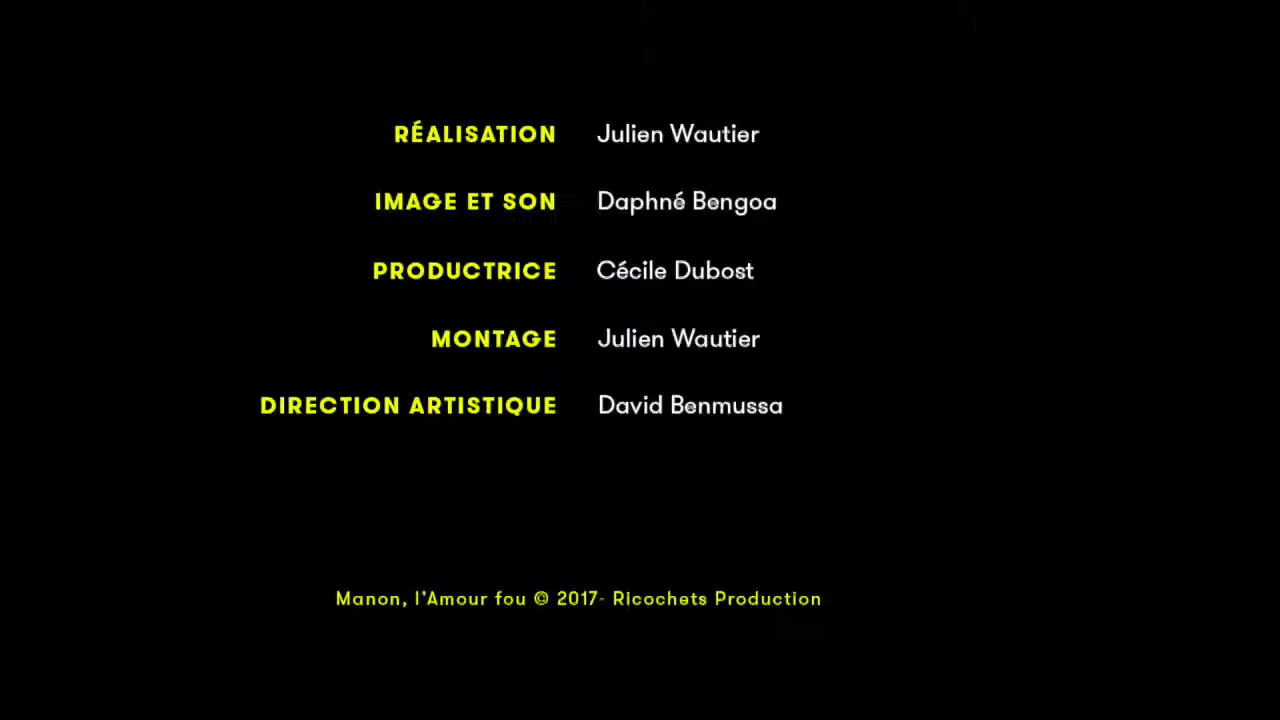 RÉALISATION Julien Wautier
IMAGE ET SON Daphné Bengoa
PRODUCTRICE Cécile Dubost
MONTAGE Julien Wautier
DIRECTION ARTISTIQUE David Benmussa
Manon, l'Amour fou © 2017- Ricochets Production